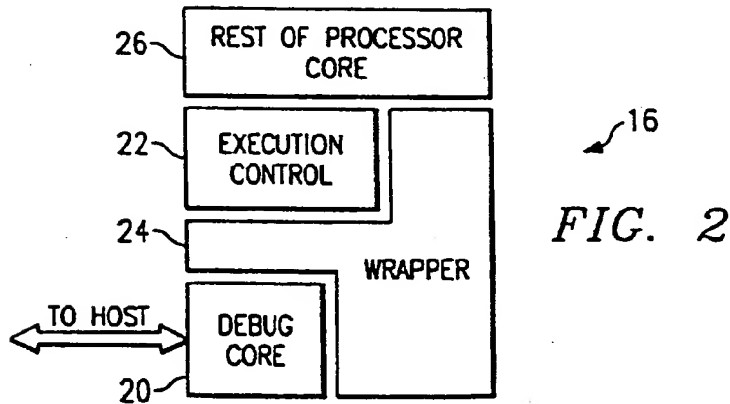 26
REST OF PROCESSOR
CORE
22
EXECUTION
CONTROL
16
24
WRAPPER
FIG. 2
TO HOST
DEBUG
CORE
20